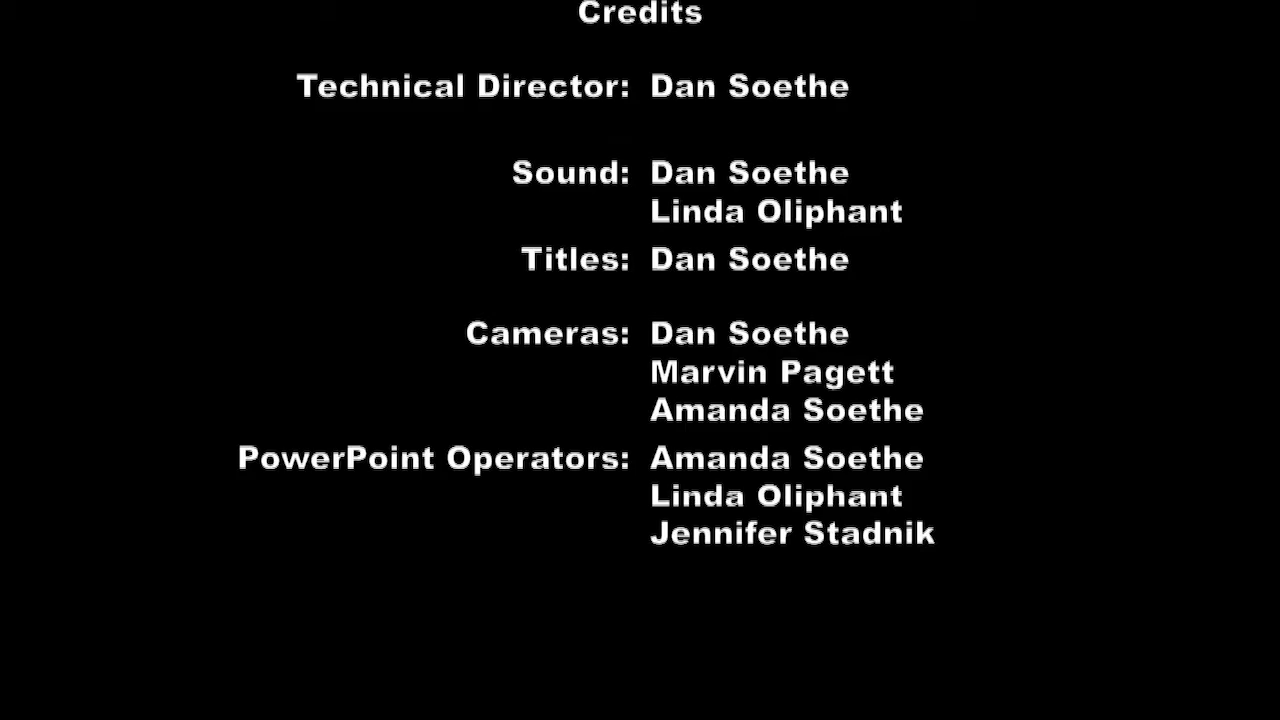 Credits
Technical Director: Dan Soethe
Sound: Dan Soethe
Linda Oliphant
Titles: Dan Soethe
Cameras: Dan Soethe
Marvin Pagett
Amanda Soethe
PowerPoint Operators: Amanda Soethe
Linda Oliphant
Jennifer Stadnik